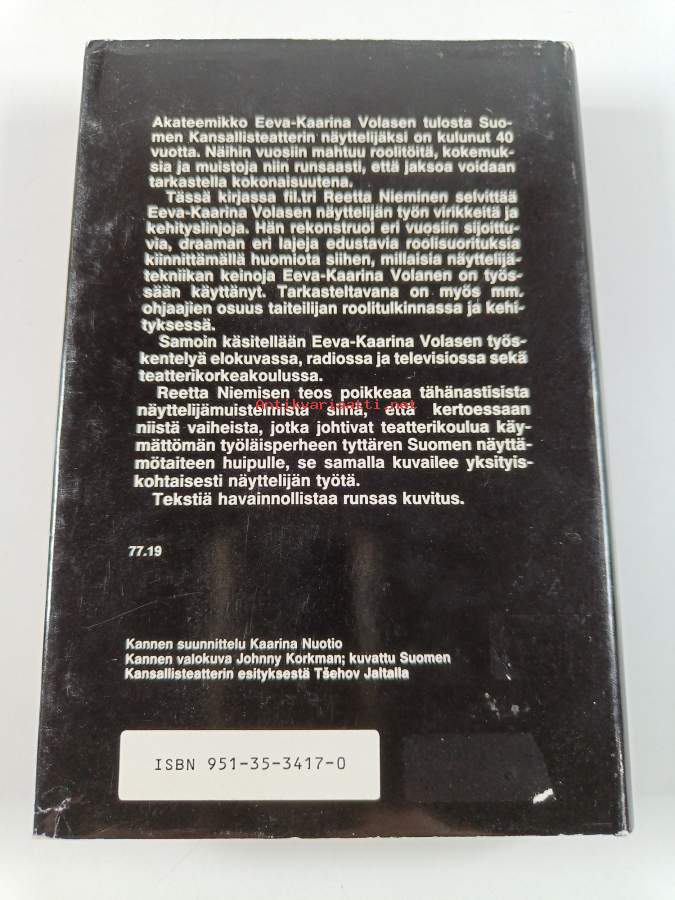 Akateemikko Eeva-Kaarina Volasen tulosta Suo-
men Kansallisteatterin näyttelijäksi on kulunut 40
vuotta. Näihin vuosiin mahtuu roolitöitä, kokemuk-
sia ja muistoja niin runsaasti, että jaksoa voidaan
tarkastella kokonaisuutena.
Tässä kirjassa fil.tri Reetta Nieminen selvittää
Eeva-Kaarina Volasen näyttelijän työn virikkeitä ja
kehityslinjoja. Hän rekonstruoi eri vuosiin sijoittu-
via, draaman eri lajeja edustavia roolisuorituksia
kiinnittämällä huomiota siihen, millaisia näyttelijä-
tekniikan keinoja Eeva-Kaarina Volanen on työs-
sään käyttänyt. Tarkasteltavana on myös mm.
ohjaajien osuus taiteilijan roolitulkinnassa ja kehi-
tyksessä.
Samoin käsitellään Eeva-Kaarina Volasen työs-
kentelyä elokuvassa, radiossa ja televisiossa sekä
teatterikorkeakoulussa.
Reetta Niemisen teos poikkeaa tähänastisista
näyttelijämuistelmista siinä, että kertoessaan
Antikvariaatti.net
niistä vaiheista, jotka johtivat teatterikoulua käy-
mättömän työläisperheen tyttären Suomen näyttä-
mötaiteen huipulle, se samalla kuvailee yksityis-
kohtaisesti näyttelijän työtä.
Tekstiä havainnollistaa runsas kuvitus.
77.19
Kannen suunnittelu Kaarina Nuotio
Kannen valokuva Johnny Korkman; kuvattu Suomen
Kansallisteatterin esityksestä Tšehov Jaltalla
ISBN 951-35-3417-0